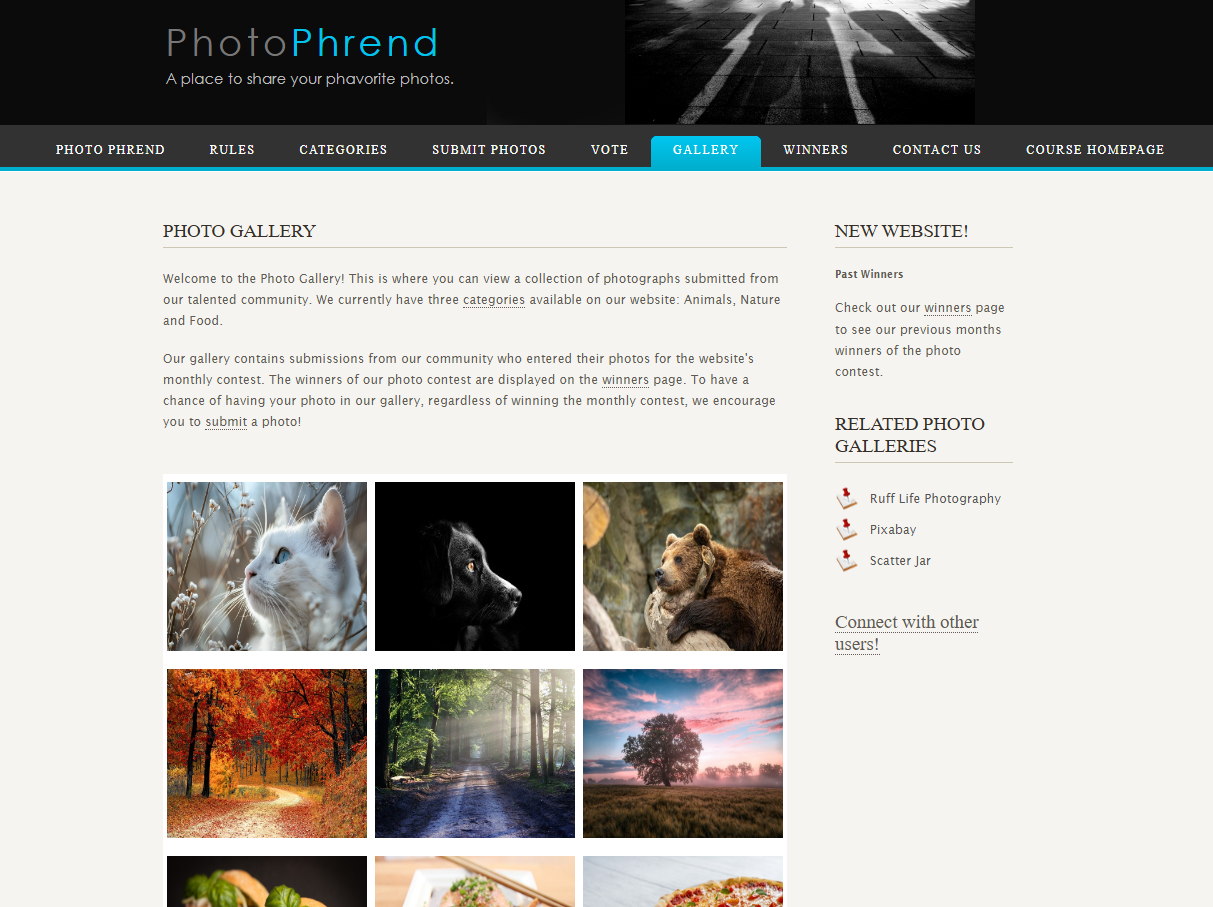 PhotoPhrend
A place to share your phavorite photos.
PHOTO PHREND RULES CATEGORIES SUBMIT PHOTOS VOTE GALLERY WINNERS CONTACT US COURSE HOMEPAGE
PHOTO GALLERY
Welcome to the Photo Gallery! This is where you can view a collection of photographs submitted from
our talented community. We currently have three categories available on our website: Animals, Nature
and Food.
Our gallery contains submissions from our community who entered their photos for the website's
monthly contest. The winners of our photo contest are displayed on the winners page. To have a
chance of having your photo in our gallery, regardless of winning the monthly contest, we encourage
you to submit a photo!
NEW WEBSITE!
Past Winners
Check out our winners page
to see our previous months
winners of the photo
contest.
RELATED PHOTO
GALLERIES
Ruff Life Photography
Pixabay
Scatter Jar
Connect with other
users!